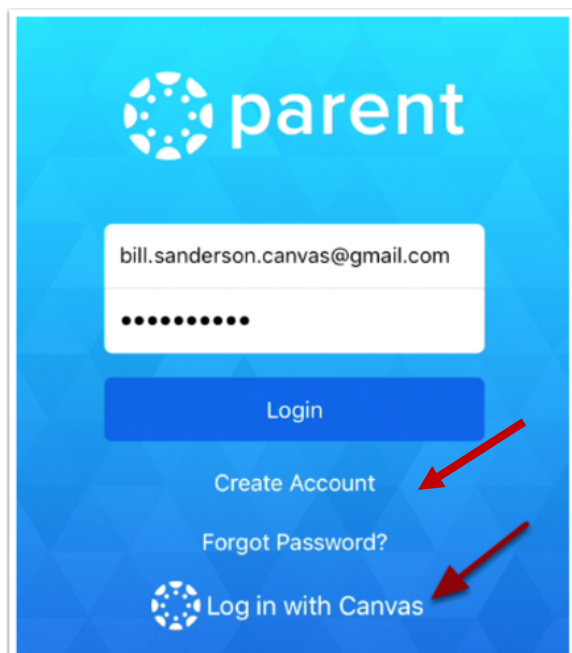 parent
bill.sanderson.canvas@gmail.com
••••••••••
Login
Create Account
Forgot Password?
Log in with Canvas